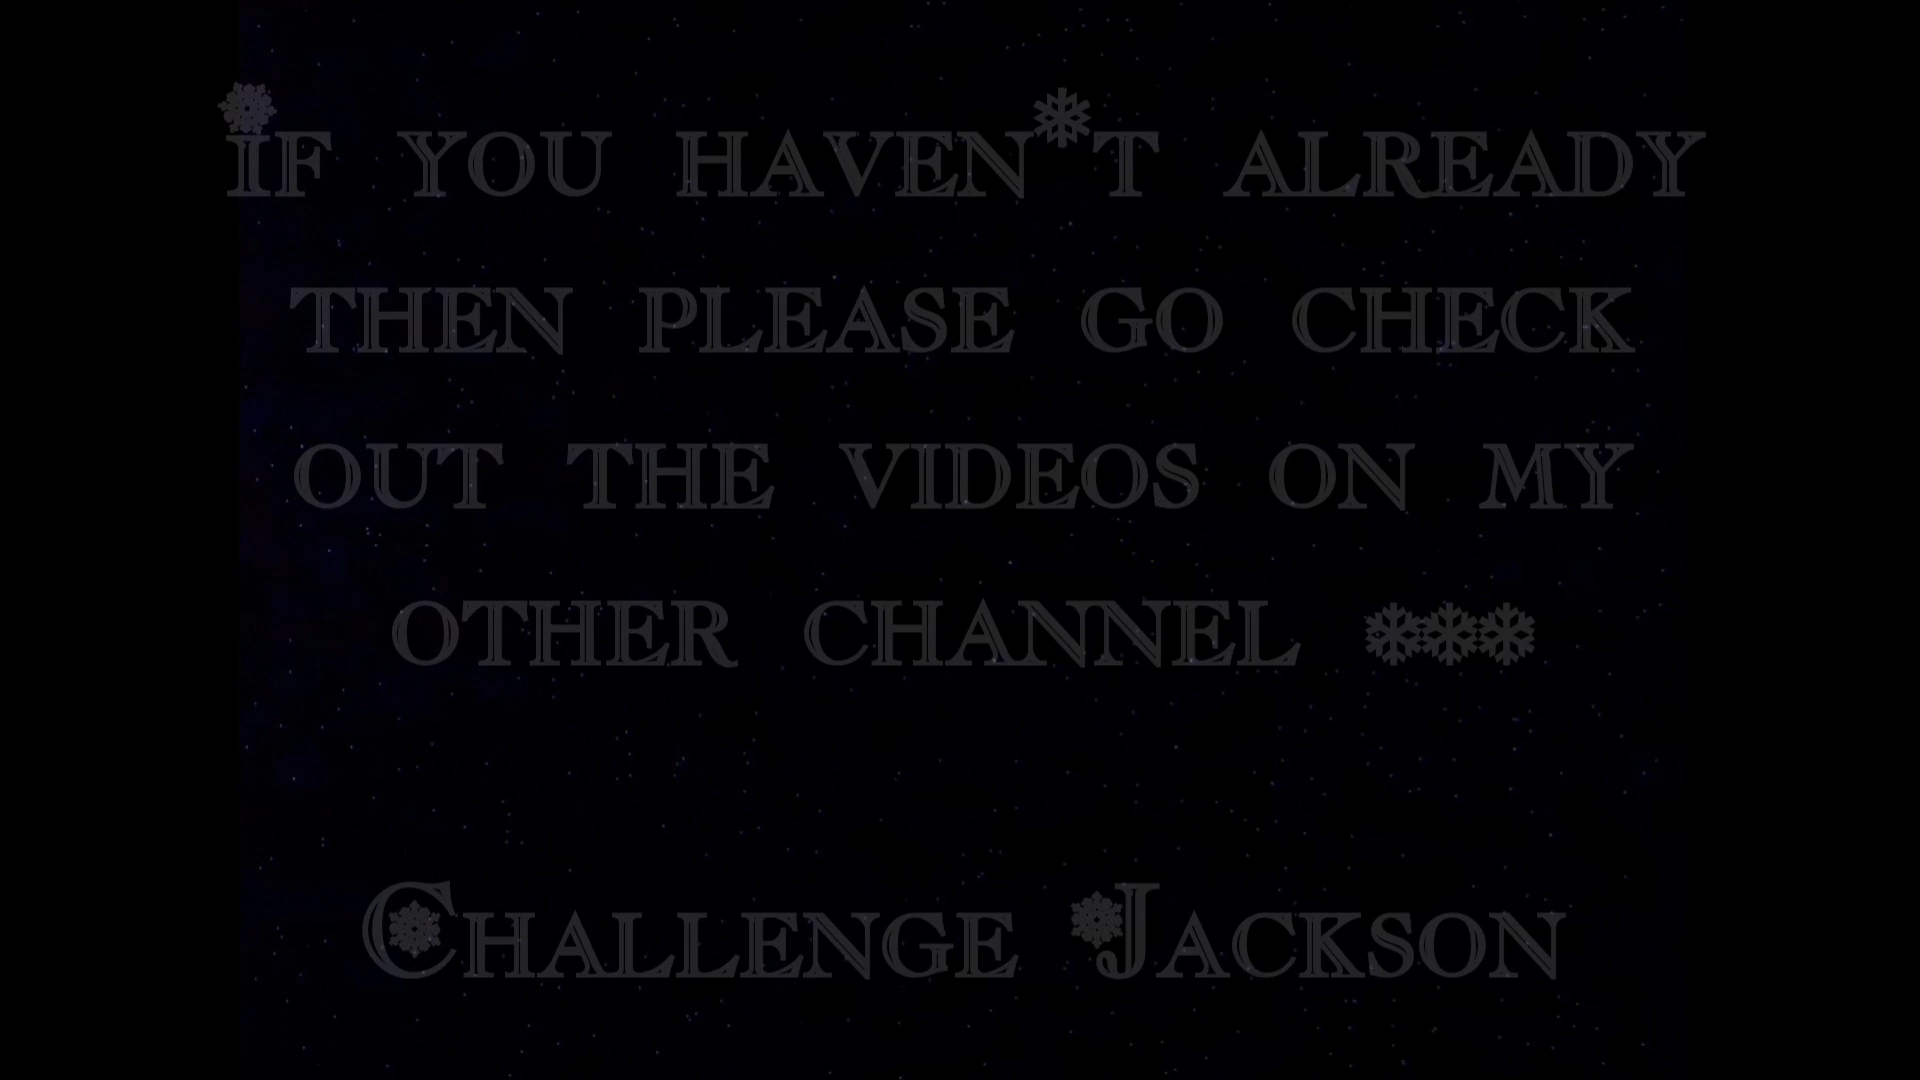 If you haven❄t already
then please go check
out the videos on my
other channel ❄❄❄
Challenge Jackson